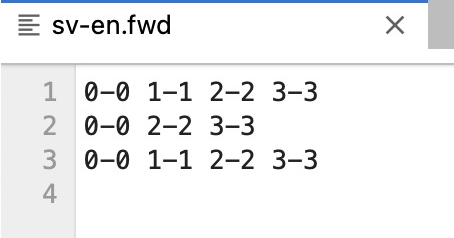 sv-en.fwd
1 0-0 1-1 2-2 3-3
2 0-0 2-2 3-3
3 0-0 1-1 2-2 3-3
4